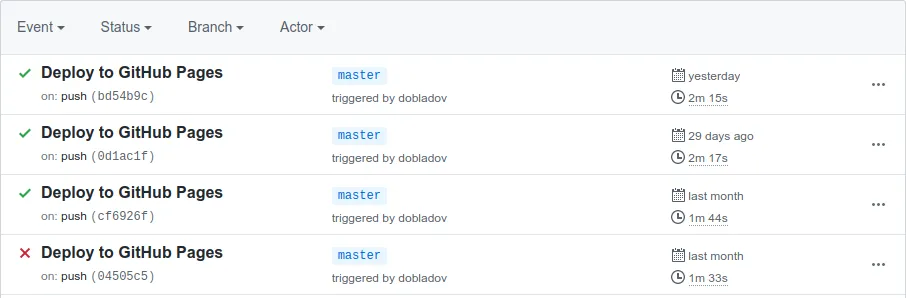 Event Status Branch Actor
Deploy to GitHub Pages master yesterday
on: push (bd54b9c) triggered by dobladov 2m 15s
Deploy to GitHub Pages master 29 days ago
on: push (0d1ac1f) triggered by dobladov 2m 17s
Deploy to GitHub Pages master last month
on: push (cf6926f) triggered by dobladov 1m 44s
Deploy to GitHub Pages master last month
on: push (04505c5) triggered by dobladov 1m 33s